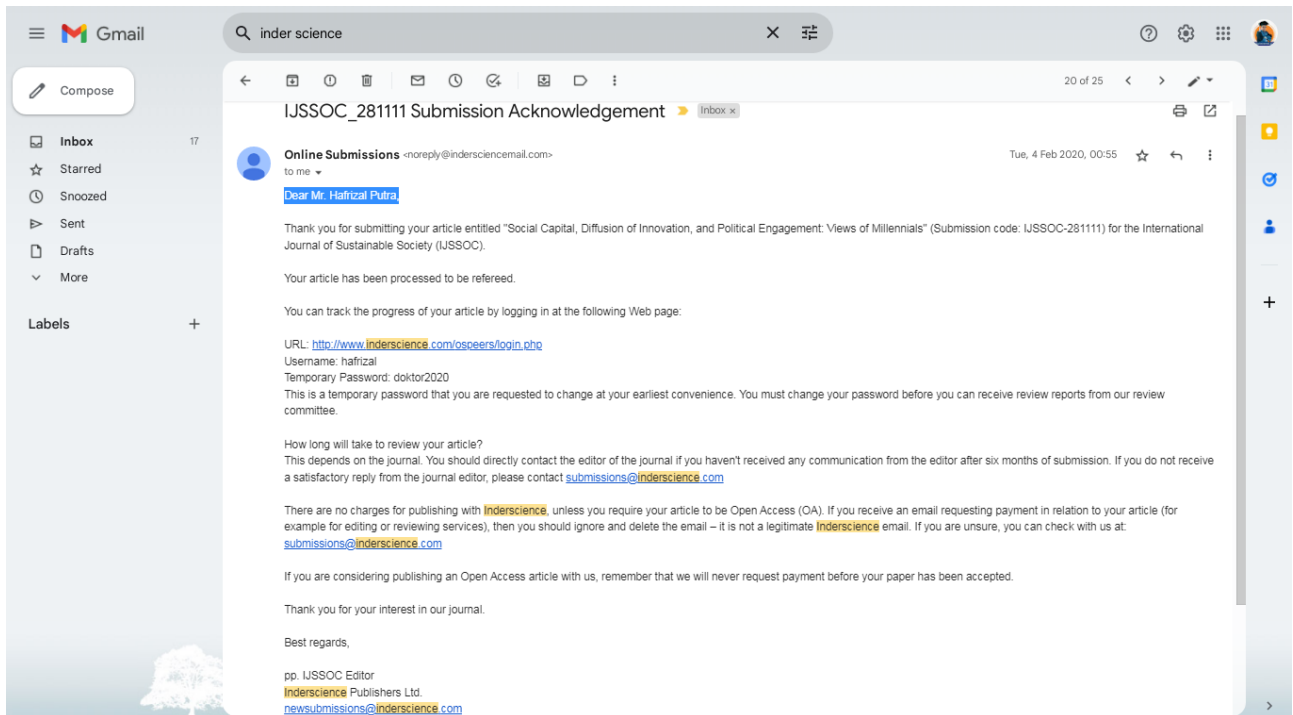 Gmail
inder science
Compose
20 of 25
IJSSOC_281111 Submission Acknowledgement
Inbox ×
Inbox 17
Starred
Snoozed
Sent
Drafts
More
Labels
Online Submissions <noreply@indersciencemail.com>
Tue, 4 Feb 2020, 00:55
to me
Dear Mr. Hafrizal Putra,
Thank you for submitting your article entitled "Social Capital, Diffusion of Innovation, and Political Engagement: Views of Millennials" (Submission code: IJSSOC-281111) for the International
Journal of Sustainable Society (IJSSOC).
Your article has been processed to be refereed.
You can track the progress of your article by logging in at the following Web page:
URL: http://www.inderscience.com/ospeers/login.php
Username: hafrizal
Temporary Password: doktor2020
This is a temporary password that you are requested to change at your earliest convenience. You must change your password before you can receive review reports from our review
committee.
How long will take to review your article?
This depends on the journal. You should directly contact the editor of the journal if you haven't received any communication from the editor after six months of submission. If you do not receive
a satisfactory reply from the journal editor, please contact submissions@inderscience.com
There are no charges for publishing with Inderscience, unless you require your article to be Open Access (OA). If you receive an email requesting payment in relation to your article (for
example for editing or reviewing services), then you should ignore and delete the email – it is not a legitimate Inderscience email. If you are unsure, you can check with us at:
submissions@inderscience.com
If you are considering publishing an Open Access article with us, remember that we will never request payment before your paper has been accepted.
Thank you for your interest in our journal.
Best regards,
pp. IJSSOC Editor
Inderscience Publishers Ltd.
newsubmissions@inderscience.com
31